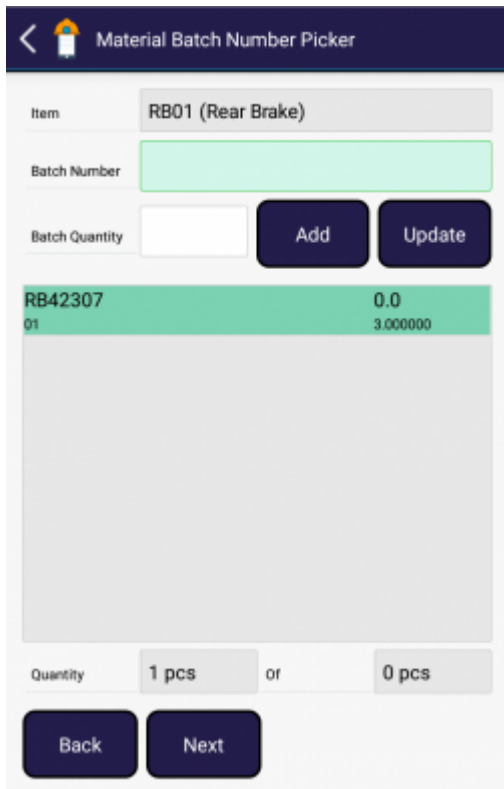 Material Batch Number Picker
Item RB01 (Rear Brake)
Batch Number
Batch Quantity Add Update
RB42307 0.0
01 3.000000
Quantity 1 pcs Of 0 pcs
Back Next